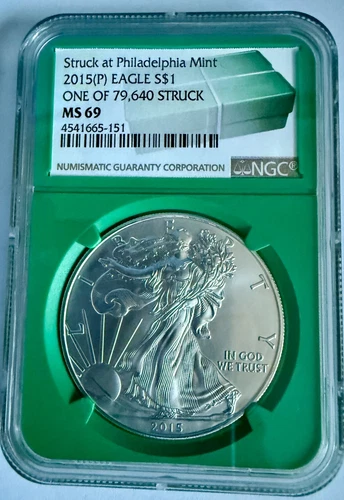 Struck at Philadelphia Mint
2015(P) EAGLE S$1
ONE OF 79,640 STRUCK
MS 69
4541665-151
NUMISMATIC GUARANTY CORPORATION
NGC
LIBERTY
IN GOD
WE TRUST
2015